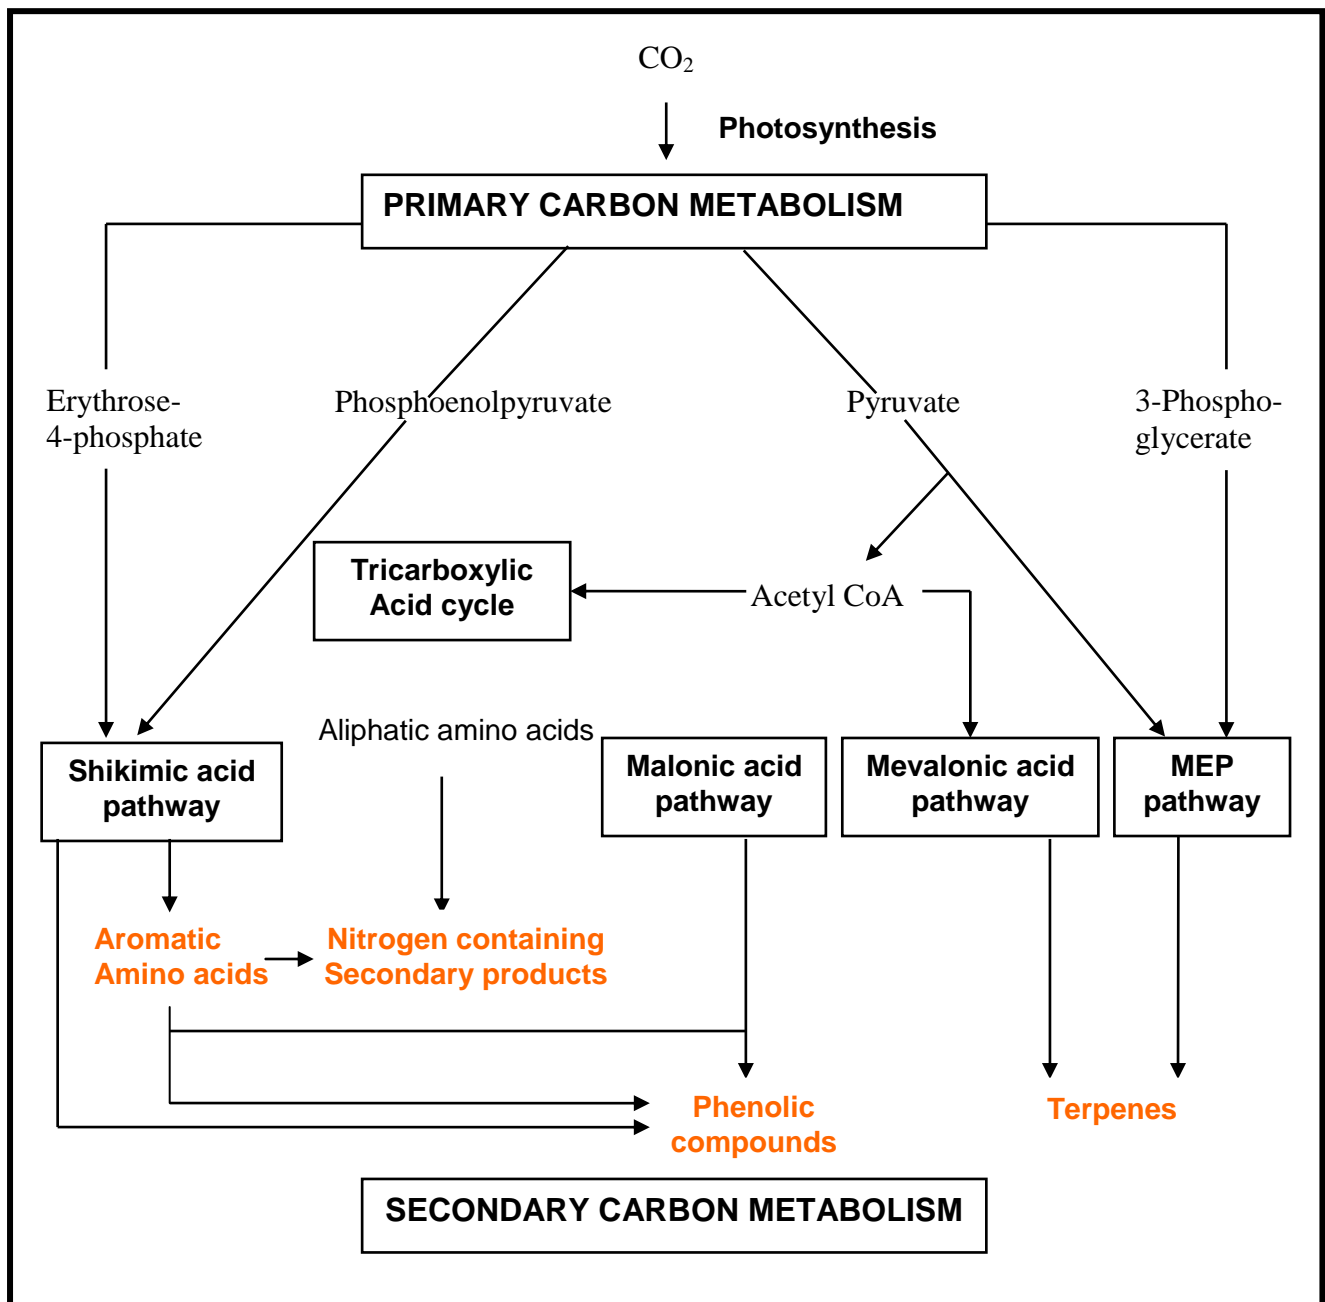 CO₂
Photosynthesis
PRIMARY CARBON METABOLISM
Erythrose-
4-phosphate
Phosphoenolpyruvate
Pyruvate
3-Phospho-
glycerate
Tricarboxylic
Acid cycle
Acetyl CoA
Aliphatic amino acids
Shikimic acid
pathway
Malonic acid
pathway
Mevalonic acid
pathway
MEP
pathway
Aromatic
Amino acids
Nitrogen containing
Secondary products
Phenolic
compounds
Terpenes
SECONDARY CARBON METABOLISM